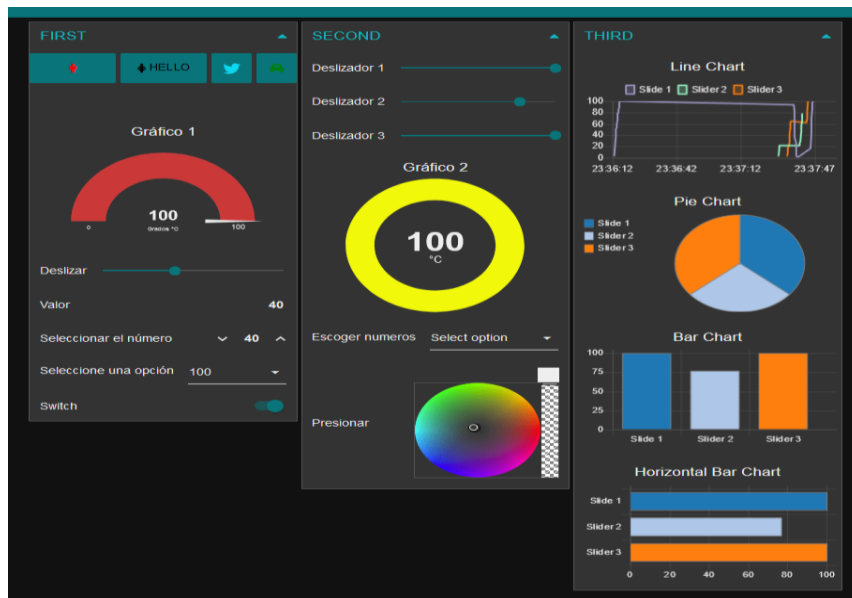 FIRST
HELLO
Gráfico 1
100
Grados °C
0
100
Deslizar
Valor 40
Seleccionar el número 40
Seleccione una opción 100
Switch
SECOND
Deslizador 1
Deslizador 2
Deslizador 3
Gráfico 2
100
°C
Escoger numeros Select option
Presionar
THIRD
Line Chart
Slide 1 Slider 2 Slider 3
100
80
60
40
20
0
23:36:12 23:36:42 23:37:12 23:37:47
Pie Chart
Slide 1
Slider 2
Slider 3
Bar Chart
100
75
50
25
0
Slide 1 Slider 2 Slider 3
Horizontal Bar Chart
Slide 1
Slider 2
Slider 3
0 20 40 60 80 100